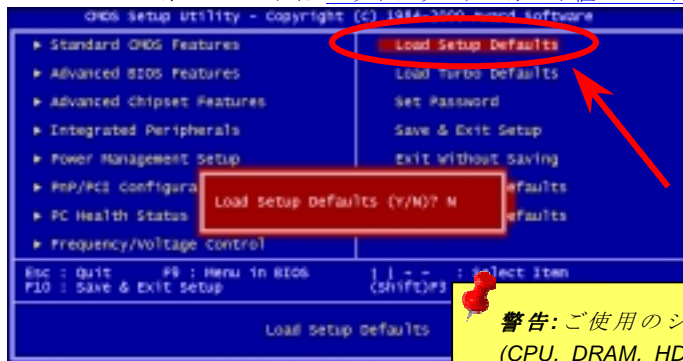 CMOS Setup Utility - Copyright (C) 1984-2000 Award Software
▶ Standard CMOS Features
▶ Advanced BIOS Features
▶ Advanced Chipset Features
▶ Integrated Peripherals
▶ Power Management Setup
▶ PnP/PCI Configura
▶ PC Health Status
▶ Frequency/Voltage Control
Load Setup Defaults
Load Turbo Defaults
Set Password
Save & Exit Setup
Exit Without Saving
efaults
efaults
Load Setup Defaults (Y/N)? N
Esc : Quit F9 : Menu in BIOS
F10 : Save & Exit Setup
: Select Item
(Shift)F3
Load Setup Defaults
警告:ご使用のシ
(CPU, DRAM, HD